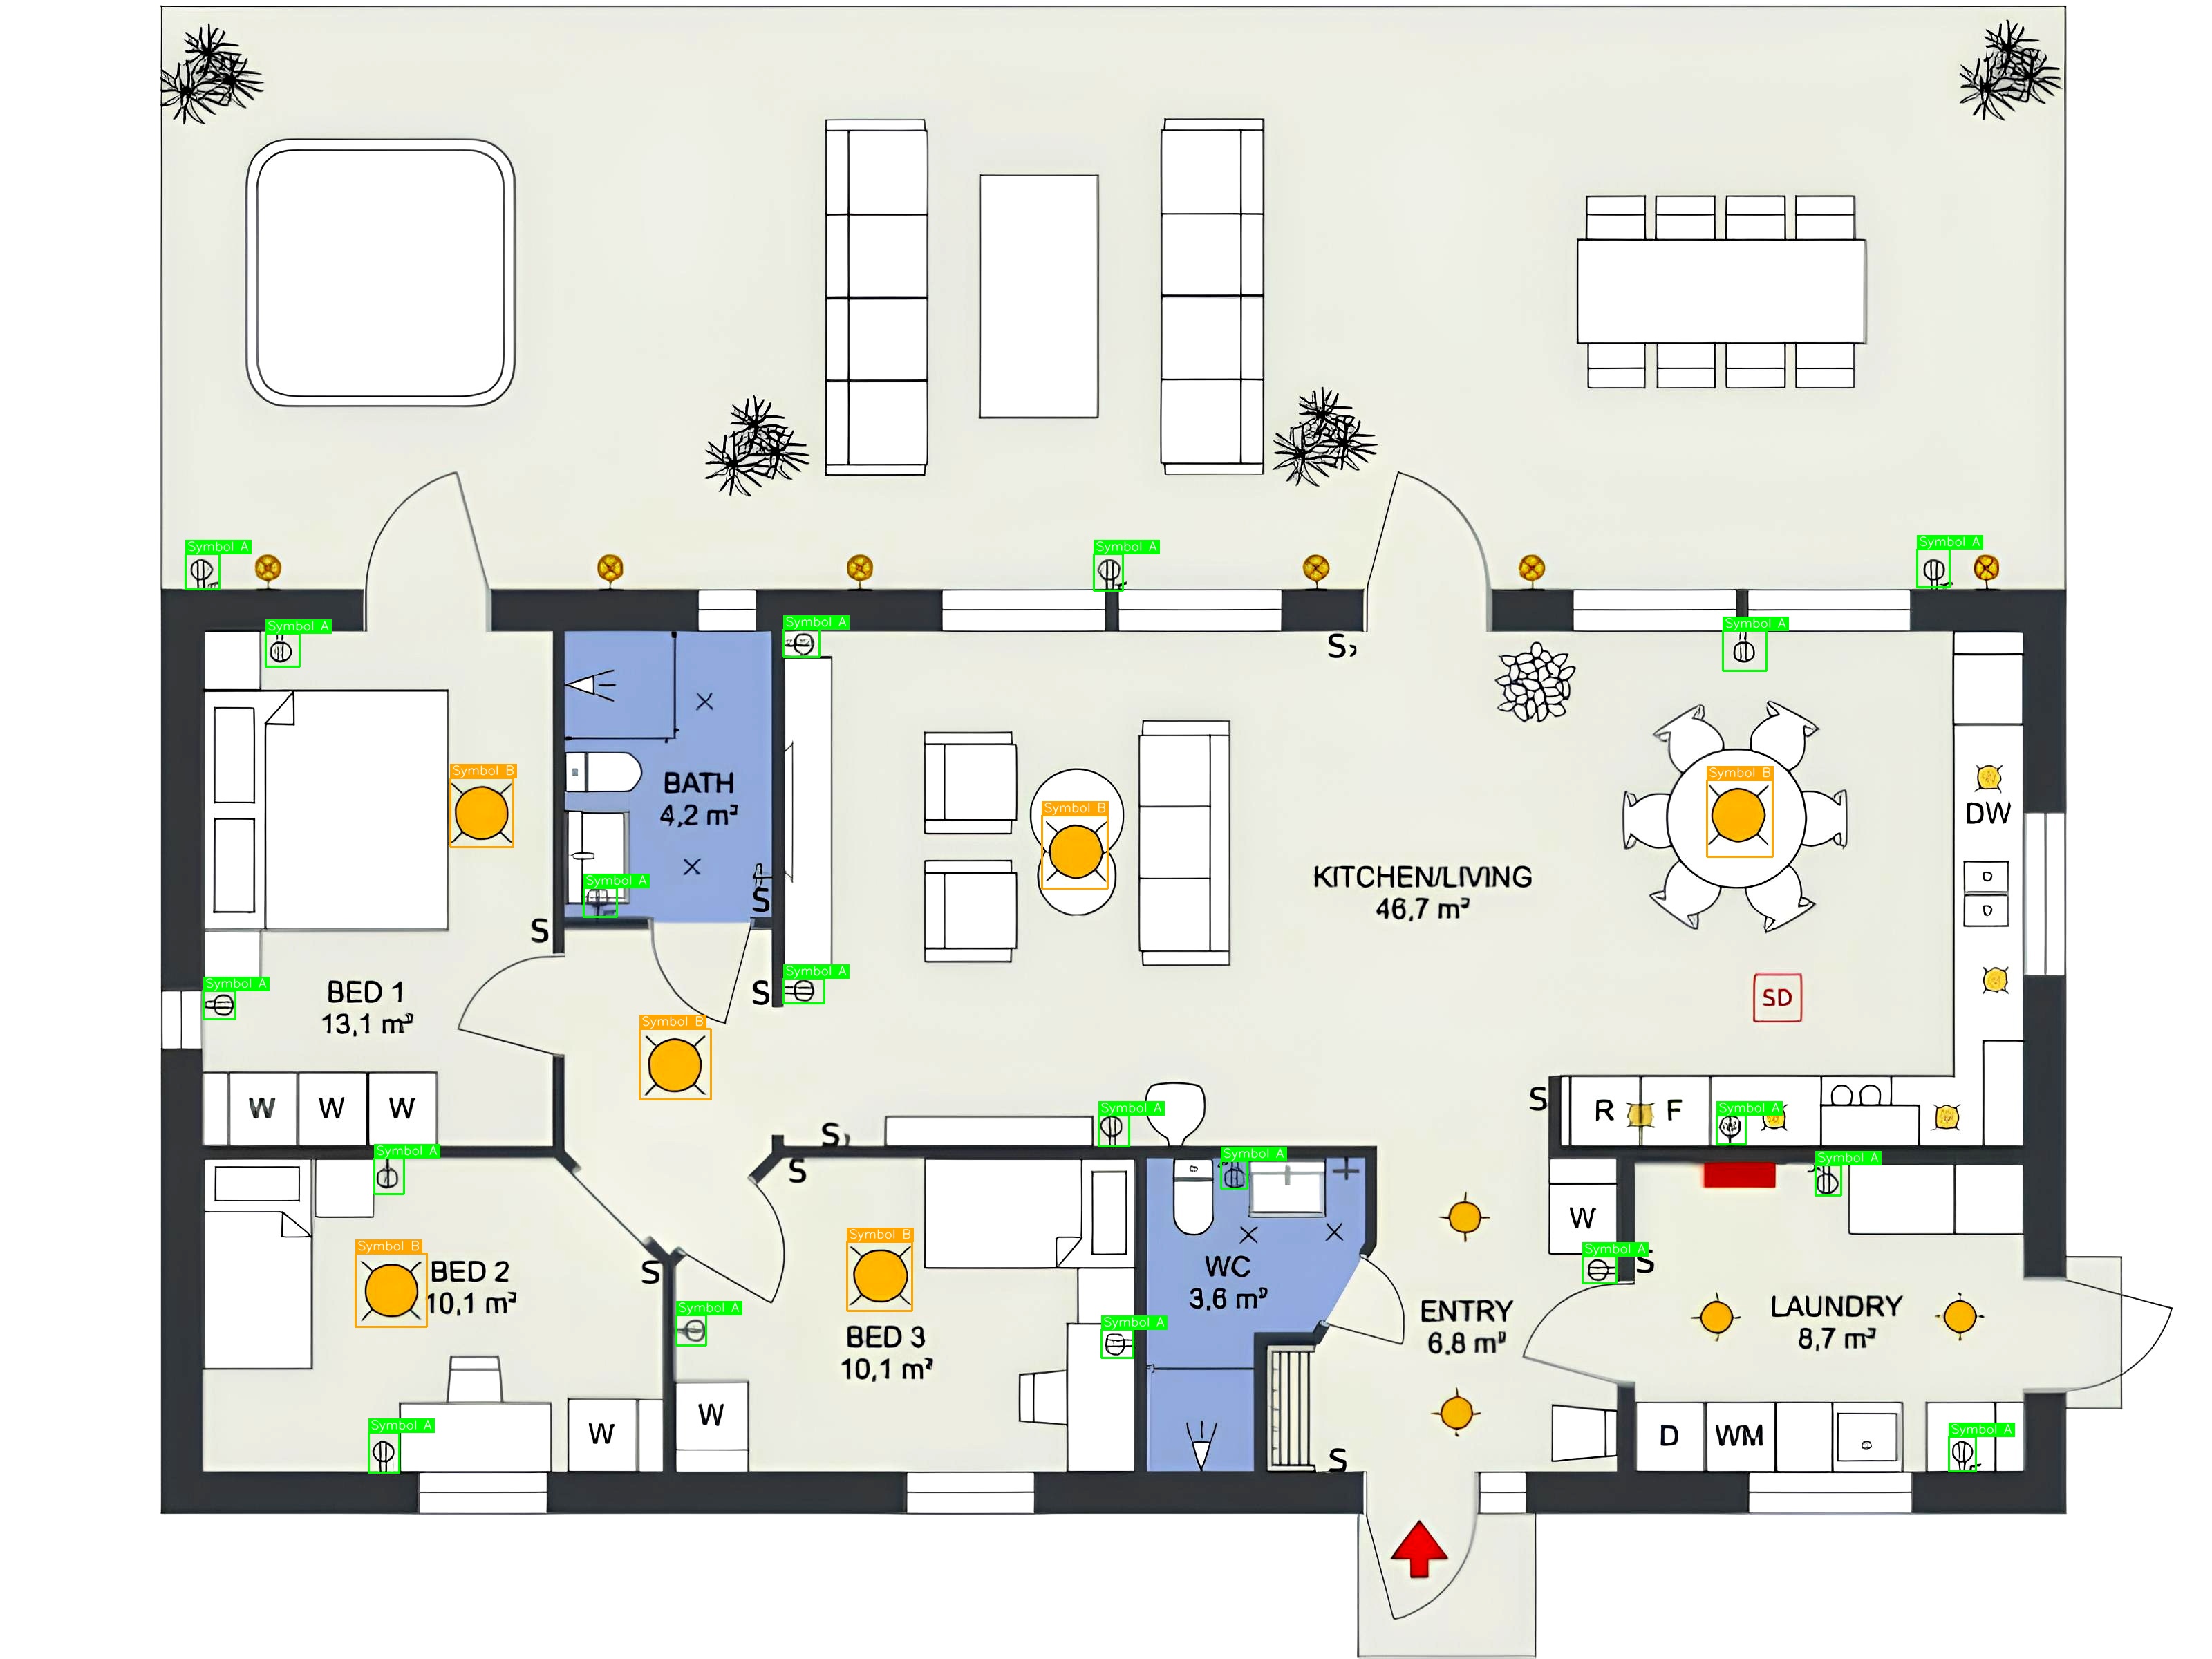 Symbol A
Symbol A
Symbol A
Symbol A
Symbol A
Symbol A
S
Symbol B
Symbol B
Symbol B
BATH
4,2 m²
DW
Symbol A
S
KITCHEN/LIVING
46,7 m²
S
Symbol A
Symbol A
S
SD
BED 1
13,1 m²
Symbol B
W W W
S
Symbol A
S
R F
Symbol A
Symbol A
S
Symbol A
Symbol A
W
Symbol B
BED 2
10,1 m²
S
Symbol B
WC
3,6 m²
Symbol A
S
Symbol A
BED 3
10,1 m²
Symbol A
ENTRY
6,8 m²
LAUNDRY
8,7 m²
Symbol A
W
W
S
D WM
Symbol A